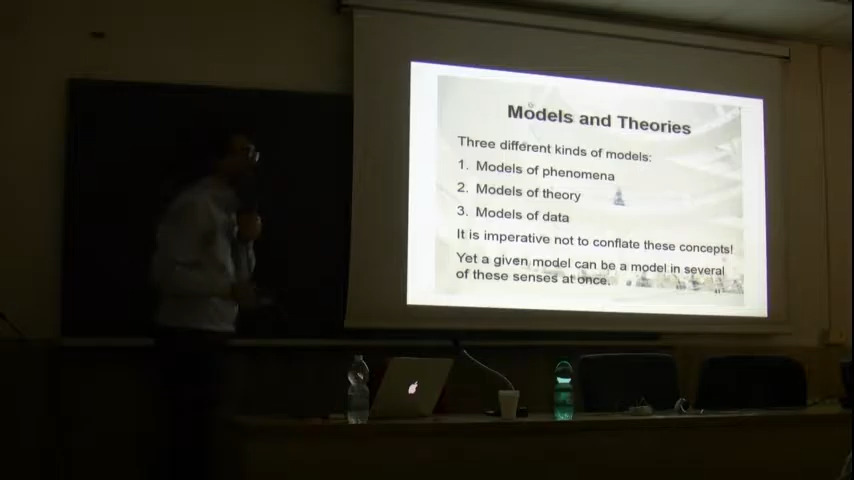 Models and Theories
Three different kinds of models:
1. Models of phenomena
2. Models of theory
3. Models of data
It is imperative not to conflate these concepts!
Yet a given model can be a model in several
of these senses at once.